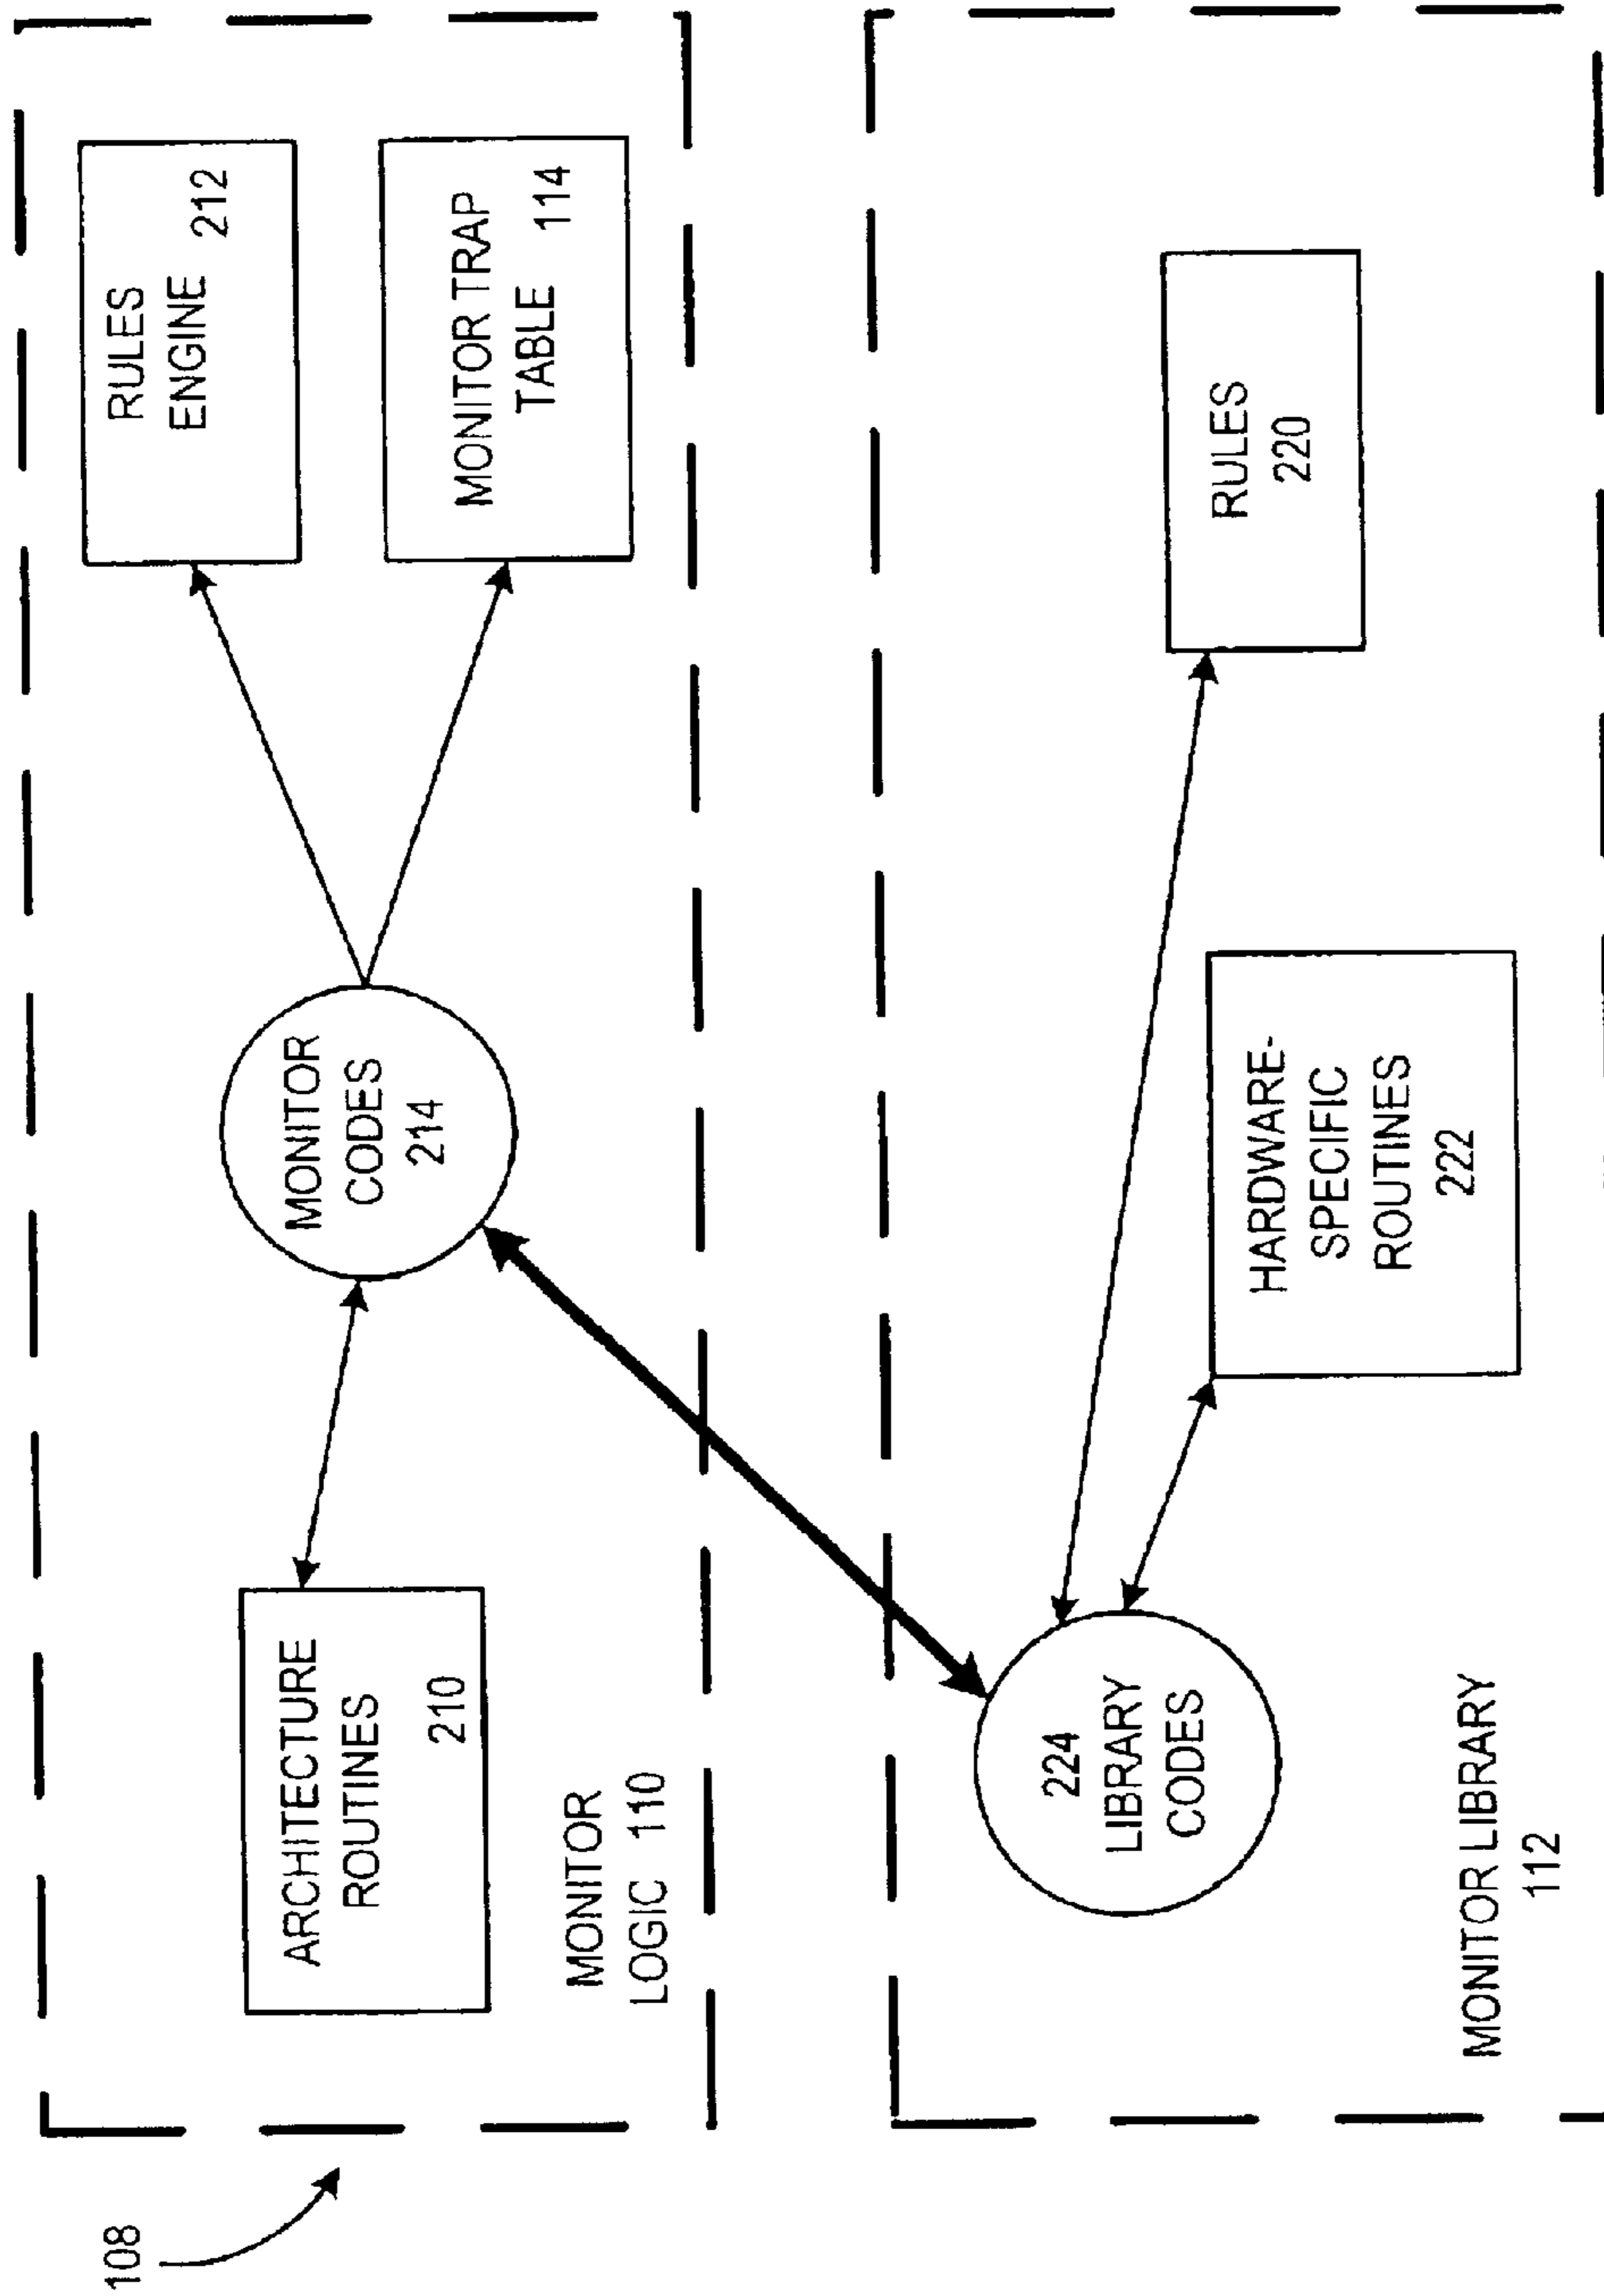 108
ARCHITECTURE
ROUTINES
210
MONITOR
CODES
214
RULES
ENGINE 212
MONITOR TRAP
TABLE 114
MONITOR
LOGIC 110
224
LIBRARY
CODES
HARDWARE-
SPECIFIC
ROUTINES
222
RULES
220
MONITOR LIBRARY
112